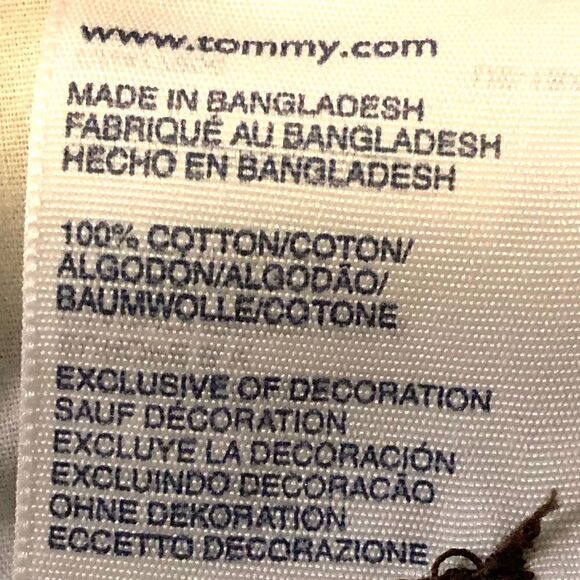 www.tommy.com
MADE IN BANGLADESH
FABRIQUÉ AU BANGLADESH
HECHO EN BANGLADESH
100% COTTON/COTON/
ALGODÓN/ALGODÃO/
BAUMWOLLE/COTONE
EXCLUSIVE OF DECORATION
SAUF DÉCORATION
EXCLUYE LA DECORACIÓN
EXCLUINDO DECORACAO
OHNE DEKORATION
ECCETTO DECORAZIONE